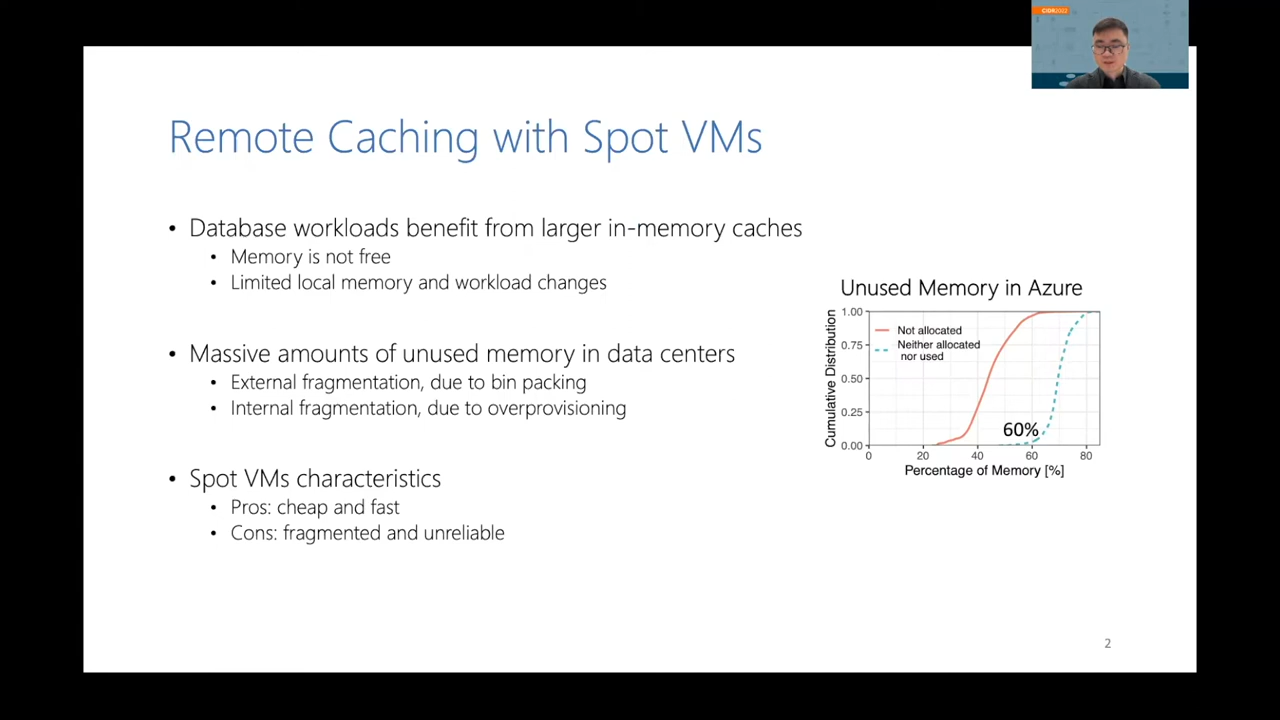 CIDR2022
Remote Caching with Spot VMs
• Database workloads benefit from larger in-memory caches
• Memory is not free
• Limited local memory and workload changes
• Massive amounts of unused memory in data centers
• External fragmentation, due to bin packing
• Internal fragmentation, due to overprovisioning
• Spot VMs characteristics
• Pros: cheap and fast
• Cons: fragmented and unreliable
Unused Memory in Azure
Cumulative Distribution
1.00
0.75
0.50
0.25
0.00
Not allocated
Neither allocated
nor used
60%
0 20 40 60 80
Percentage of Memory [%]
2